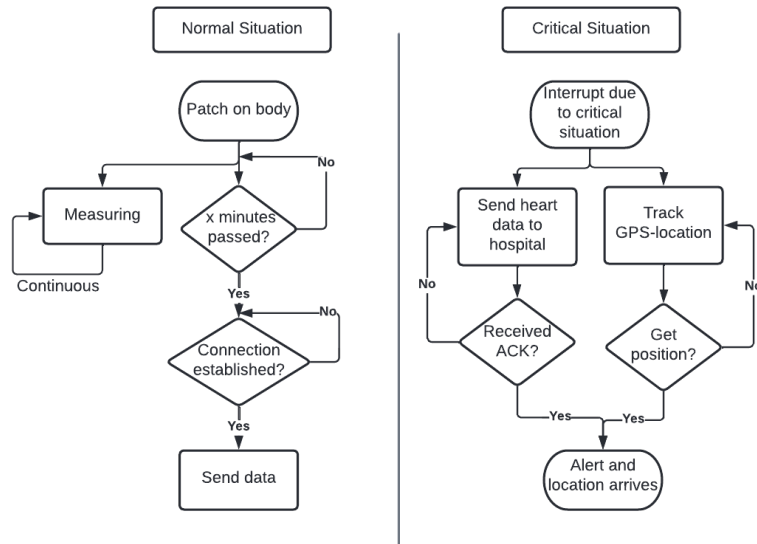 Normal Situation
Patch on body
No
Measuring
x minutes
passed?
Continuous
Yes
No
Connection
established?
Yes
Send data
Critical Situation
Interrupt due
to critical
situation
Send heart
data to
hospital
Track
GPS-location
No
No
Received
ACK?
Get
position?
Yes
Yes
Alert and
location arrives